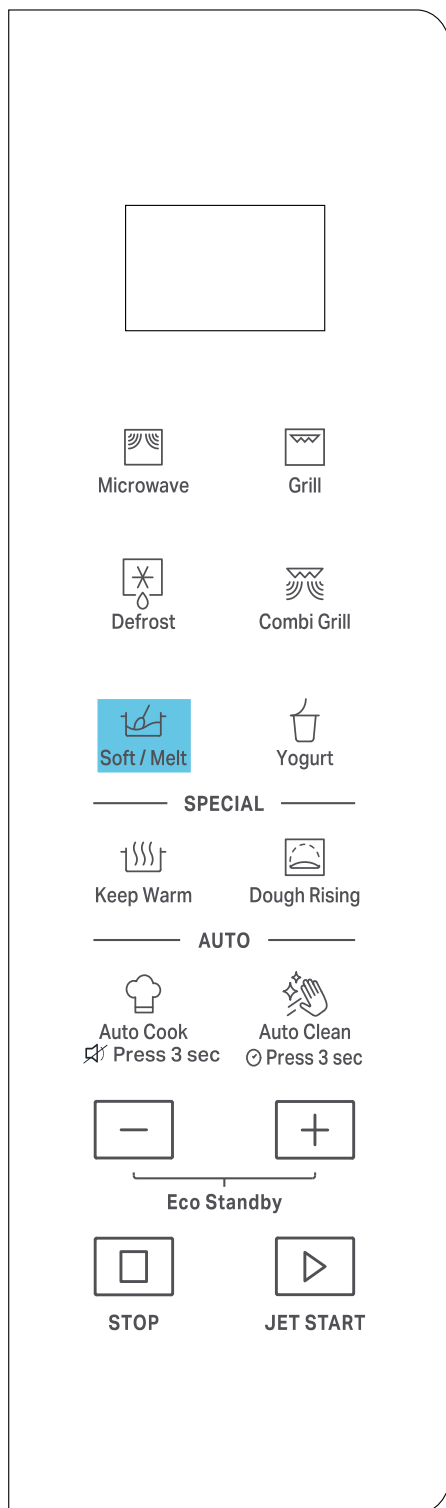 Microwave Grill
Defrost Combi Grill
Soft / Melt Yogurt
SPECIAL
Keep Warm Dough Rising
AUTO
Auto Cook Auto Clean
Press 3 sec Press 3 sec
Eco Standby
STOP JET START